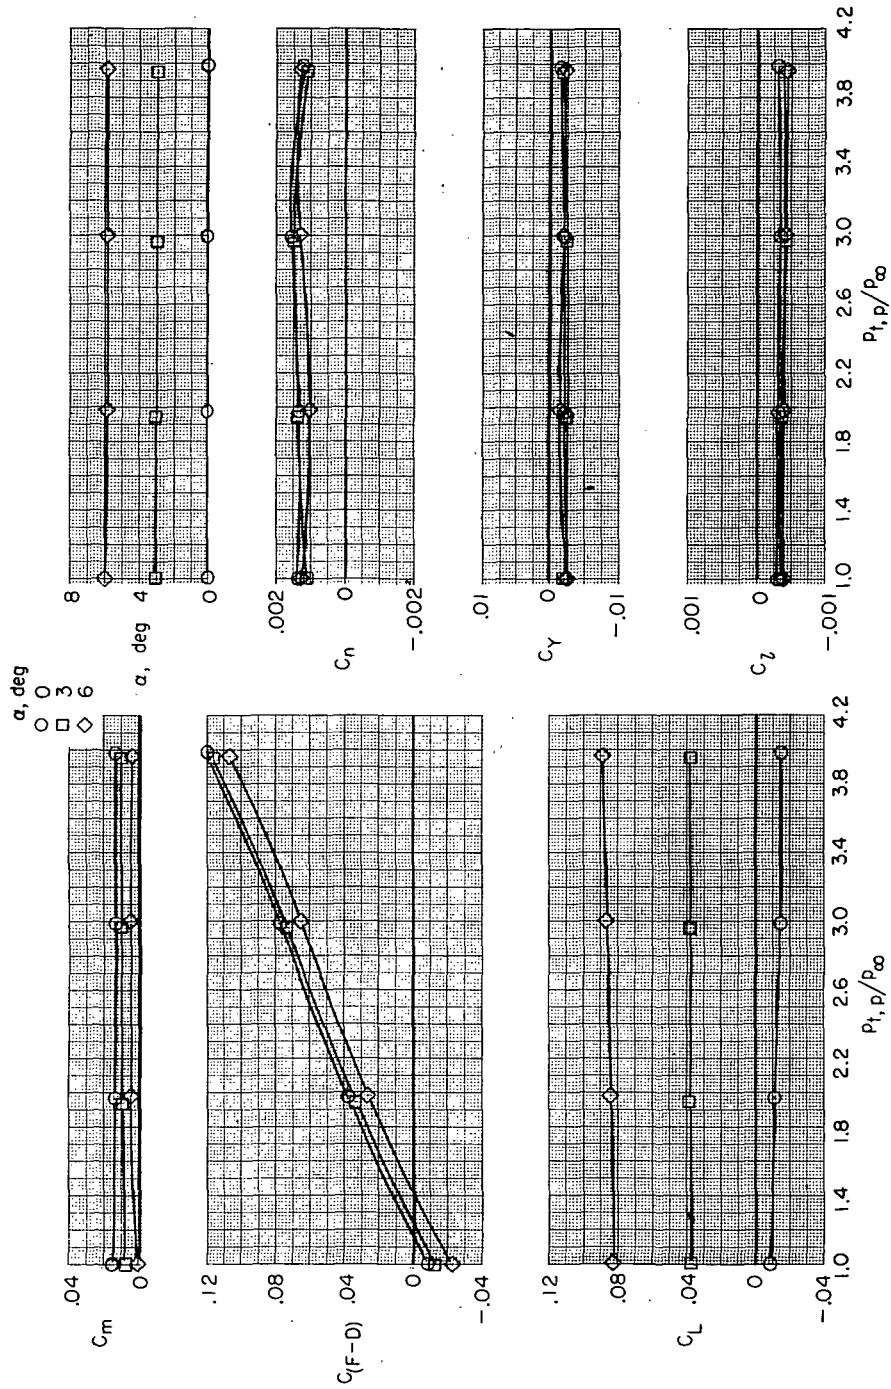 α, deg
○ 0
□ 3
◇ 6
.04
C_m
0
.12
.08
C_(F-D)
.04
0
-.04
.12
.08
C_L
.04
0
-.04
1.0 1.4 1.8 2.2 2.6 3.0 3.4 3.8 4.2
p_t,p/p_∞
8
α, deg
4
0
.002
C_n
0
-.002
.01
C_Y
0
-.01
.001
C_l
0
-.001
1.0 1.4 1.8 2.2 2.6 3.0 3.4 3.8 4.2
p_t,p/p_∞